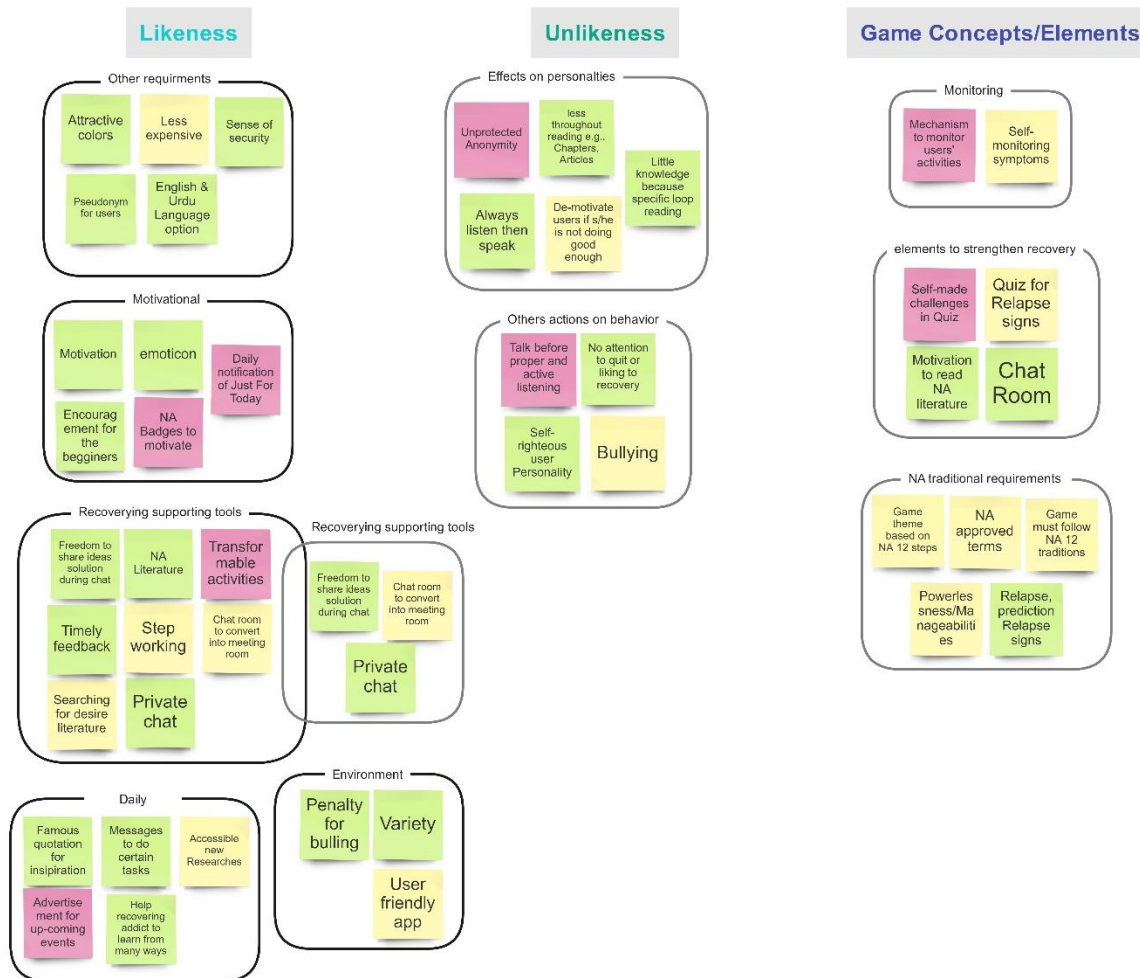 Likeness
Other requirments
Attractive
colors
Less
expensive
Sense of
security
Pseudonym
for users
English &
Urdu
Language
option
Motivational
Motivation
emoticon
Daily
notification
of Just For
Today
Encourag
ement for
the
begginers
NA
Badges to
motivate
Recoverying supporting tools
Freedom to
share ideas
solution
during chat
NA
Literature
Transfor
mable
activities
Timely
feedback
Step
working
Chat room
to convert
into meeting
room
Searching
for desire
literature
Private
chat
Recoverying supporting tools
Freedom to
share ideas
solution
during chat
Chat room
to convert
into meeting
room
Private
chat
Daily
Famous
quotation
for
insipiration
Messages
to do
certain
tasks
Accessible
new
Researches
Advertise
ment for
up-coming
events
Help
recovering
addict to
learn from
many ways
Environment
Penalty
for
bulling
Variety
User
friendly
app
Unlikeness
Effects on personalties
Unprotected
Anonymity
less
throughout
reading e.g.,
Chapters,
Articles
Little
knowledge
because
specific loop
reading
Always
listen then
speak
De-motivate
users if s/he
is not doing
good
enough
Others actions on behavior
Talk before
proper and
active
listening
No attention
to quit or
liking to
recovery
Self-
righteous
user
Personality
Bullying
Game Concepts/Elements
Monitoring
Mechanism
to monitor
users'
activities
Self-
monitoring
symptoms
elements to strengthen recovery
Self-made
challenges
in Quiz
Quiz for
Relapse
signs
Motivation
to read
NA
literature
Chat
Room
NA traditional requirements
Game
theme
based on
NA 12 steps
NA
approved
terms
Game
must follow
NA 12
traditions
Powerles
sness/Ma
nageabiliti
es
Relapse,
prediction
Relapse
signs